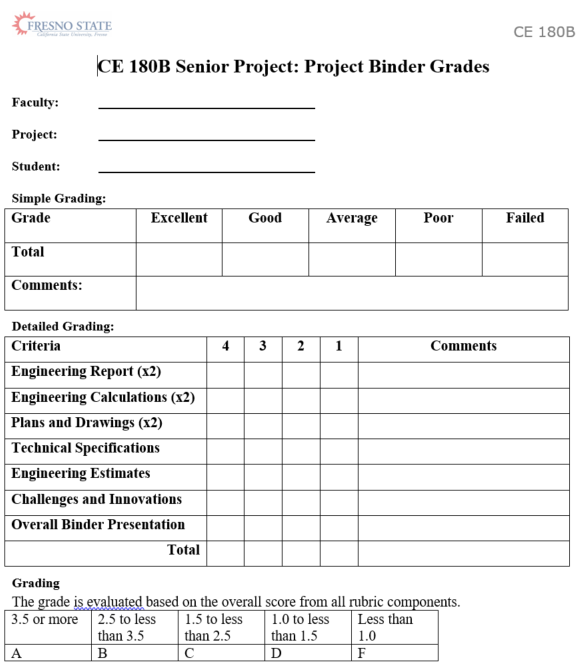 FRESNO STATE
California State University, Fresno
CE 180B
CE 180B Senior Project: Project Binder Grades
Faculty:
Project:
Student:
Simple Grading:
Grade Excellent Good Average Poor Failed
Total
Comments:
Detailed Grading:
Criteria 4 3 2 1 Comments
Engineering Report (x2)
Engineering Calculations (x2)
Plans and Drawings (x2)
Technical Specifications
Engineering Estimates
Challenges and Innovations
Overall Binder Presentation
Total
Grading
The grade is evaluated based on the overall score from all rubric components.
3.5 or more 2.5 to less 1.5 to less 1.0 to less Less than
than 3.5 than 2.5 than 1.5 1.0
A B C D F